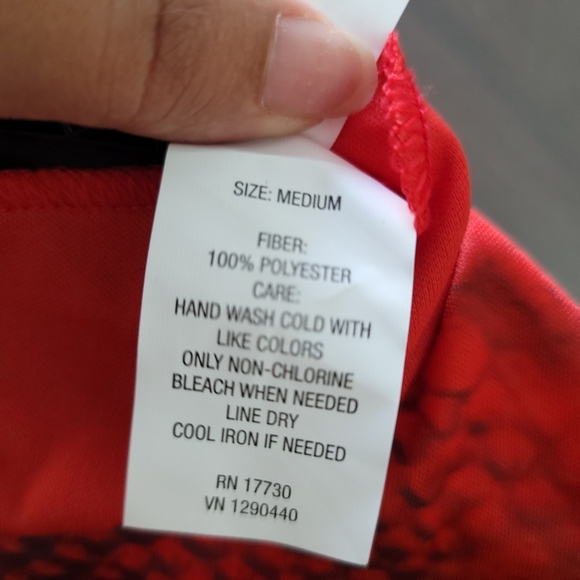 SIZE: MEDIUM
FIBER:
100% POLYESTER
CARE:
HAND WASH COLD WITH
LIKE COLORS
ONLY NON-CHLORINE
BLEACH WHEN NEEDED
LINE DRY
COOL IRON IF NEEDED
RN 17730
VN 1290440